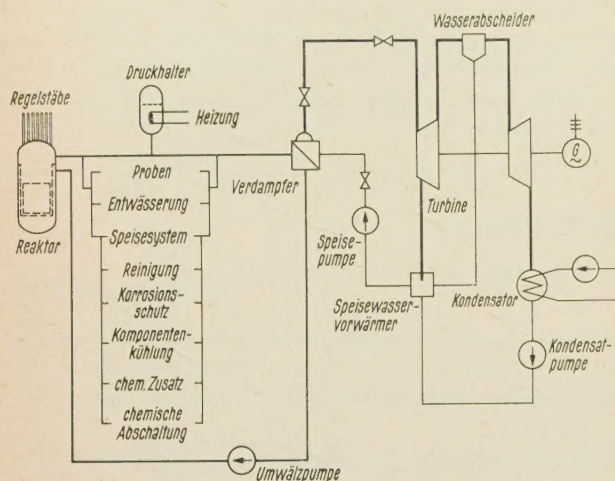 Wasserabscheider
Druckhalter
Regelstäbe
Heizung
G
~
Proben
Verdampfer
Entwässerung
Turbine
Speisesystem
Reaktor
Speise-
pumpe
Reinigung
Kondensator
Korrosions-
schutz
Speisewasser-
vorwärmer
Komponenten-
kühlung
Kondensat-
pumpe
chem. Zusatz
chemische
Abschaltung
Umwälzpumpe